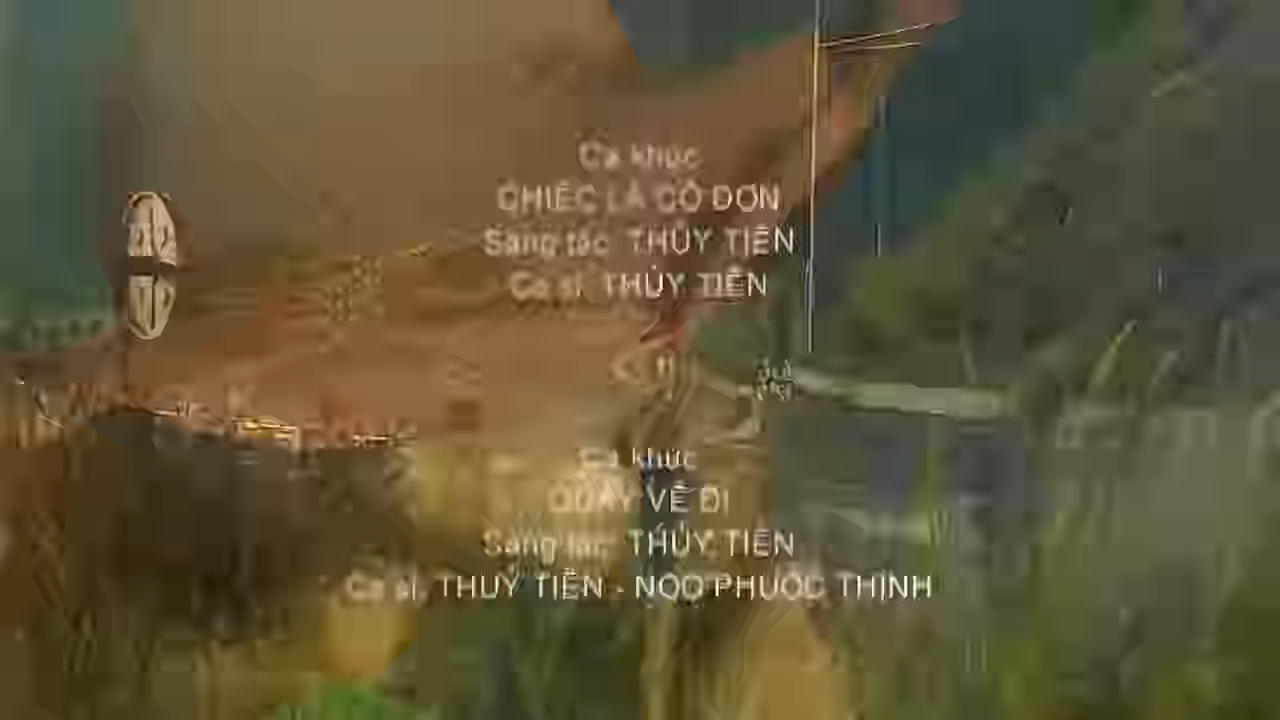 Ca khúc
CHIẾC LÁ CÔ ĐƠN
Sáng tác: THỦY TIÊN
Ca sĩ: THỦY TIÊN
Ca khúc
QUAY VỀ ĐI
Sáng tác: THỦY TIÊN
Ca sĩ: THỦY TIÊN - NOO PHƯỚC THỊNH